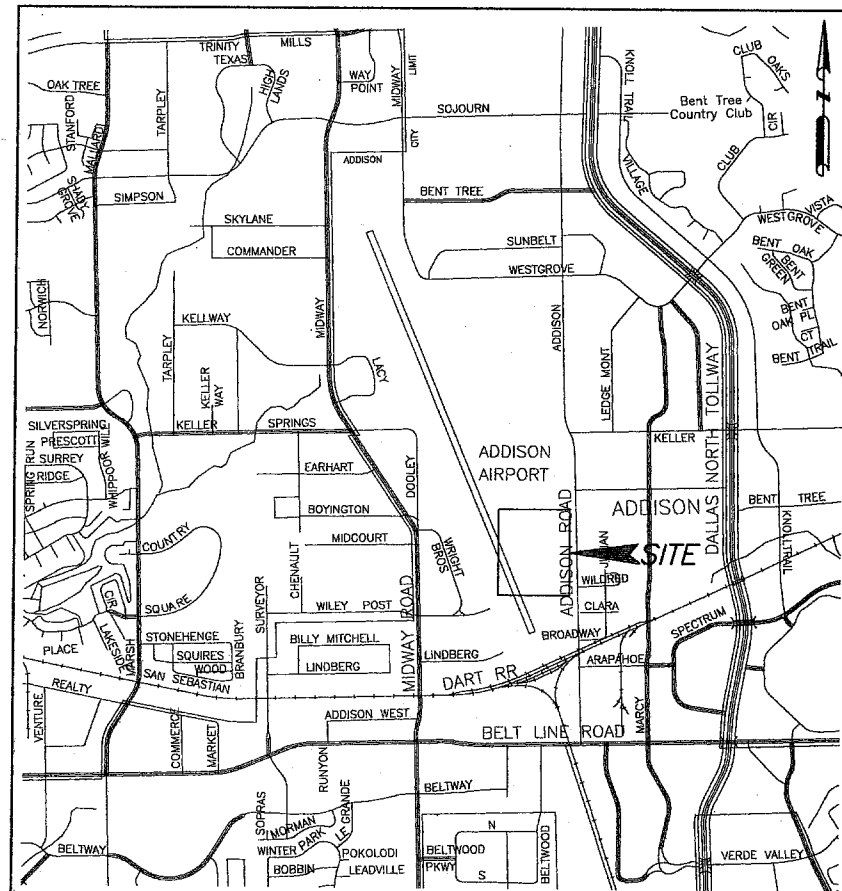 TRINITY MILLS
TEXAS
OAK TREE
STANFORD
MALLARD
TARPLEY
HIGH LANDS
WAY POINT
MIDWAY
LIMIT
CITY
SOJOURN
KNOLL TRAIL
CLUB OAKS
Bent Tree
Country Club
CIR
CLUB
VILLAGE
N
ADDISON
SHADY GROVE
SIMPSON
BENT TREE
SKYLANE
COMMANDER
SUNBELT
WESTGROVE
WESTGROVE
VISTA
BENT OAK
BENT GREEN
BENT OAK PL
CT
BENT TRAIL
NORWICH
KELLWAY
MIDWAY
ADDISON
TARPLEY
KELLER WAY
LACY
LEDGE MONT
DALLAS NORTH TOLLWAY
KELLER SPRINGS
KELLER
SILVERSPRING
PRESCOTT
SURREY
RIDGE
SPRING RUN
WHIPPOORWILL
EARHART
DOOLEY
ADDISON
AIRPORT
BOYINGTON
ADDISON
BENT TREE
KNOLLTRAIL
MIDCOURT
WRIGHT BROS
CHENAULT
ADDISON ROAD
SITE
WILDRED
CLARA
COUNTRY
SQUARE
CIR
LAKESIDE
PLACE
MARSH
SURVEYOR
WILEY POST
MIDWAY ROAD
BROADWAY
SPECTRUM
STONEHENGE
SQUIRES
WOOD
BRANBURY
BILLY MITCHELL
LINDBERG
LINDBERG
ARAPAHOE
SAN SEBASTIAN
REALTY
DART RR
VENTURE
COMMERCE
MARKET
ADDISON WEST
BELT LINE ROAD
MARCY
RUNYON
BELTWAY
SOPRAS
MORMAN
LE GRANDE
WINTER PARK
BELTWAY
POKOLODI
BOBBIN
LEADVILLE
BELTWOOD
PKWY
N
S
BELTWOOD
VERDE VALLEY